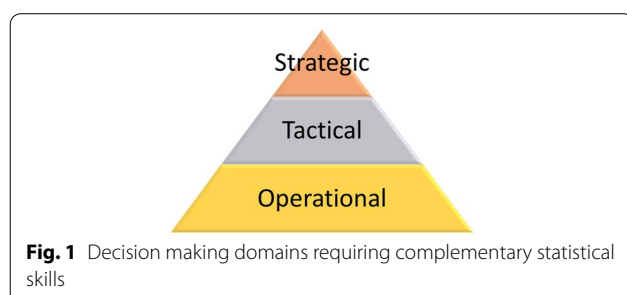 Strategic
Tactical
Operational
Fig. 1 Decision making domains requiring complementary statistical
skills